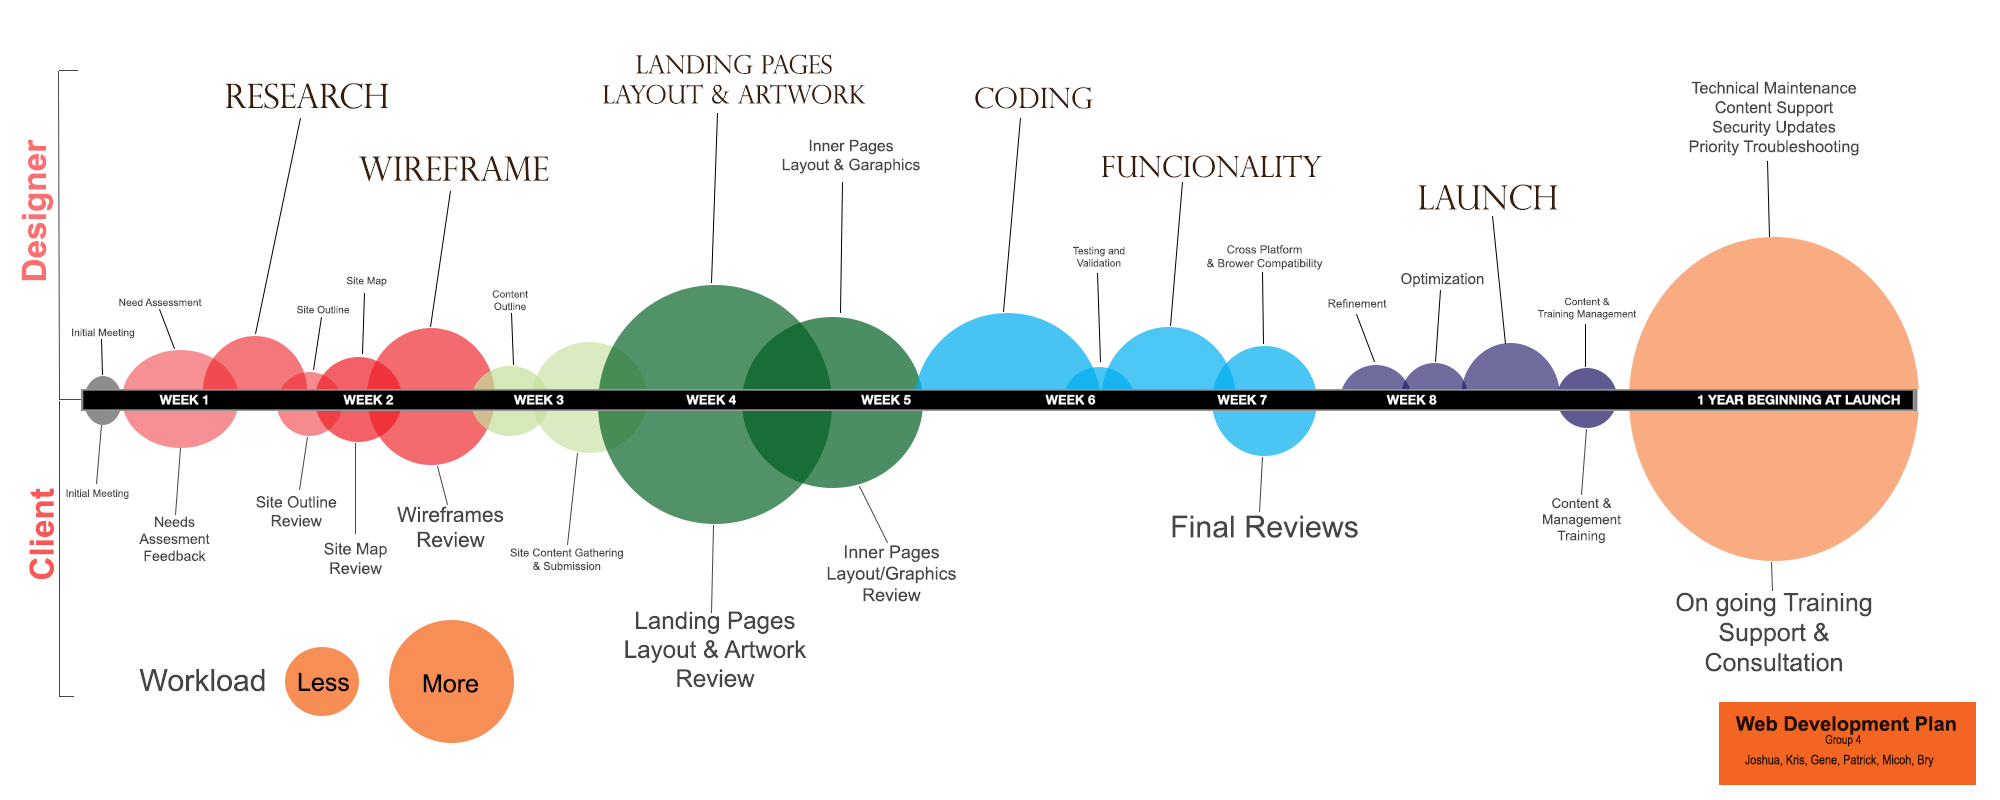 Designer
Client
RESEARCH
WIREFRAME
LANDING PAGES
LAYOUT & ARTWORK
Inner Pages
Layout & Garaphics
CODING
FUNCIONALITY
LAUNCH
Technical Maintenance
Content Support
Security Updates
Priority Troubleshooting
Initial Meeting
Need Assessment
Site Outline
Site Map
Content
Outline
Testing and
Validation
Cross Platform
& Brower Compatibility
Refinement
Optimization
Content &
Training Management
WEEK 1
WEEK 2
WEEK 3
WEEK 4
WEEK 5
WEEK 6
WEEK 7
WEEK 8
1 YEAR BEGINNING AT LAUNCH
Initial Meeting
Needs
Assesment
Feedback
Site Outline
Review
Site Map
Review
Wireframes
Review
Site Content Gathering
& Submission
Landing Pages
Layout & Artwork
Review
Inner Pages
Layout/Graphics
Review
Final Reviews
Content &
Management
Training
On going Training
Support &
Consultation
Workload
Less
More
Web Development Plan
Group 4
Joshua, Kris, Gene, Patrick, Micoh, Bry